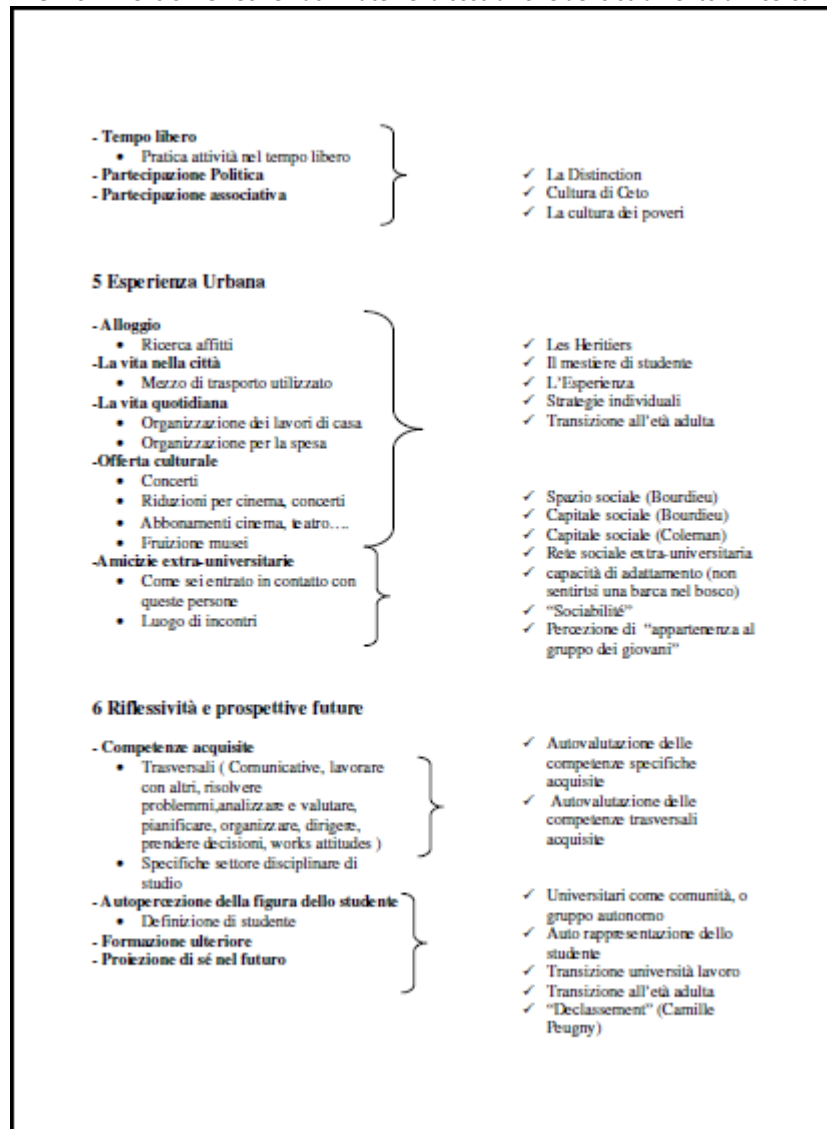 - Tempo libero
• Pratica attività nel tempo libero
- Partecipazione Politica
- Partecipazione associativa
✓ La Distinction
✓ Cultura di Ceto
✓ La cultura dei poveri
5 Esperienza Urbana
- Alloggio
• Ricerca affitti
-La vita nella città
• Mezzo di trasporto utilizzato
-La vita quotidiana
• Organizzazione dei lavori di casa
• Organizzazione per la spesa
-Offerta culturale
• Concerti
• Riduzioni per cinema, concerti
• Abbonamenti cinema, teatro….
• Fruizione musei
-Amicizie extra-universitarie
• Come sei entrato in contatto con
queste persone
• Luogo di incontri
✓ Les Heritiers
✓ Il mestiere di studente
✓ L'Esperienza
✓ Strategie individuali
✓ Transizione all'età adulta
✓ Spazio sociale (Bourdieu)
✓ Capitale sociale (Bourdieu)
✓ Capitale sociale (Coleman)
✓ Rete sociale extra-universitaria
✓ capacità di adattamento (non
sentirtsi una barca nel bosco)
✓ "Sociabilité"
✓ Percezione di "appartenenza al
gruppo dei giovani"
6 Riflessività e prospettive future
- Competenze acquisite
• Trasversali ( Comunicative, lavorare
con altri, risolvere
problemmi,analizzare e valutare,
pianificare, organizzare, dirigere,
prendere decisioni, works attitudes )
• Specifiche settore disciplinare di
studio
- Autopercezione della figura dello studente
• Definizione di studente
- Formazione ulteriore
- Proiezione di sé nel futuro
✓ Autovalutazione delle
competenze specifiche
acquisite
✓ Autovalutazione delle
competenze trasversali
acquisite
✓ Universitari come comunità, o
gruppo autonomo
✓ Auto rappresentazione dello
studente
✓ Transizione università lavoro
✓ Transizione all'età adulta
✓ "Declassement" (Camille
Peugny)